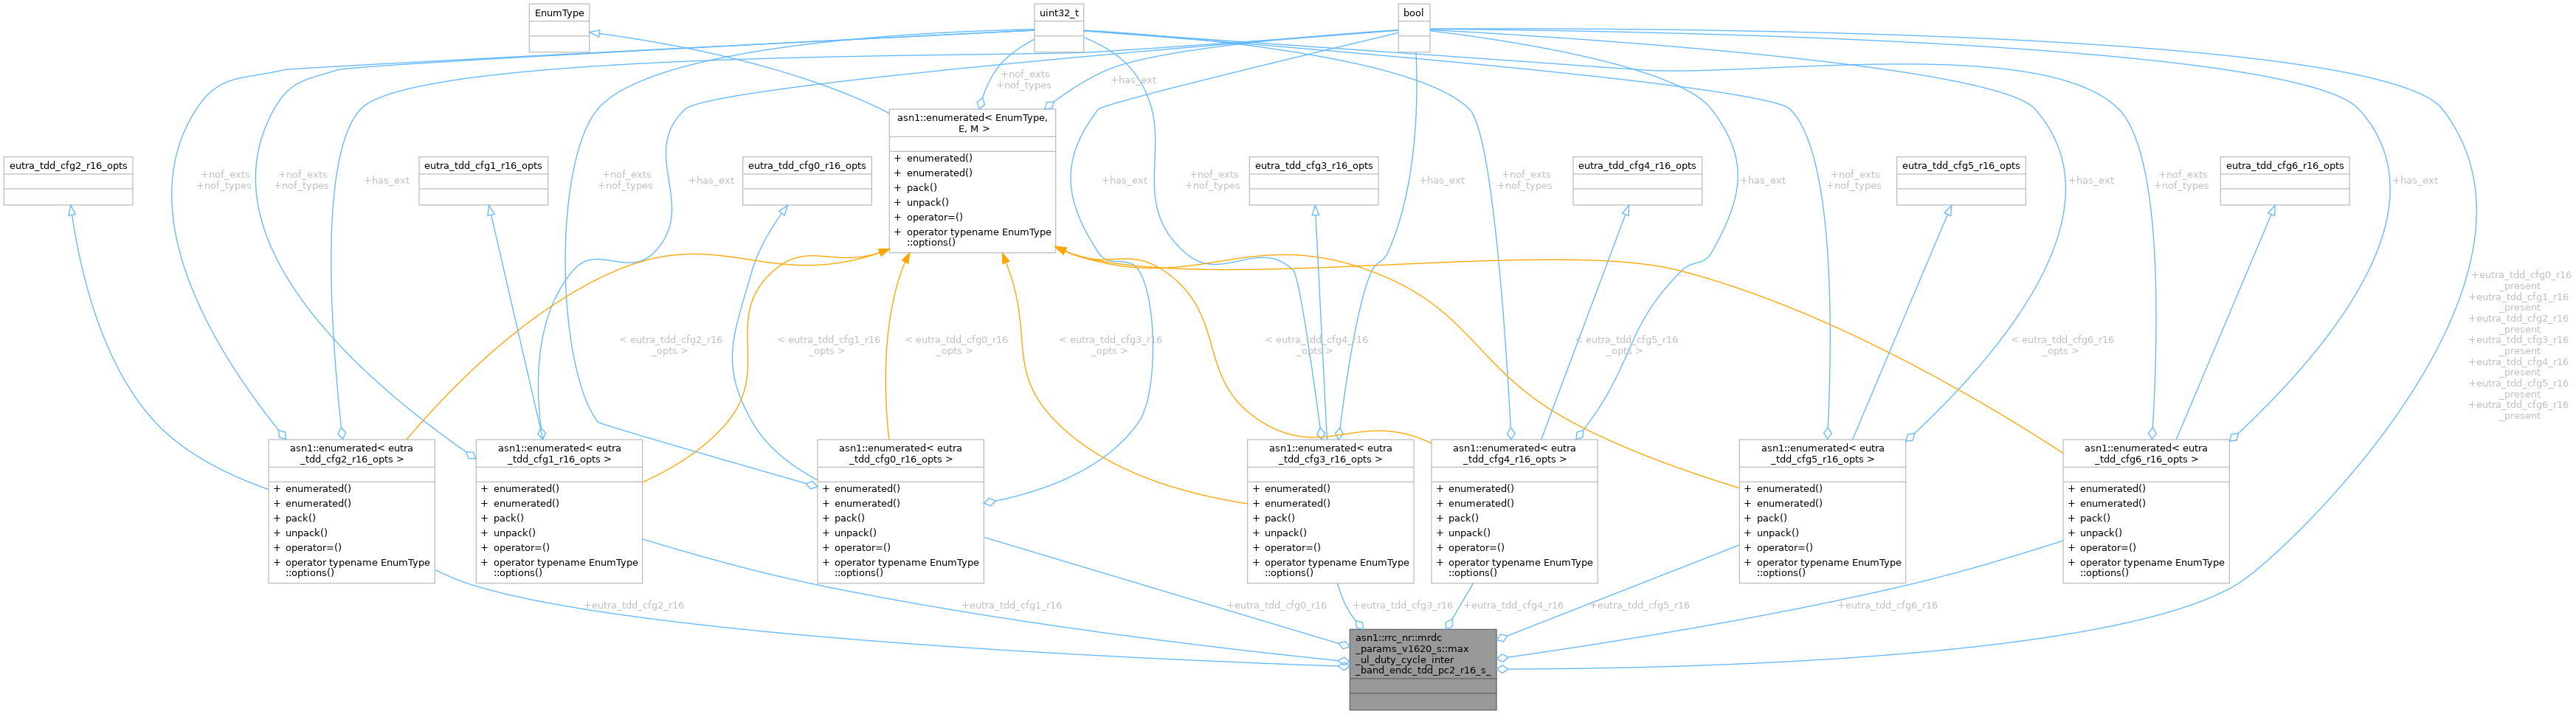 EnumType
uint32_t
bool
+nof_exts
+nof_types
+has_ext
asn1::enumerated< EnumType,
E, M >
+ enumerated()
+ enumerated()
+ pack()
+ unpack()
+ operator=()
+ operator typename EnumType
::options()
eutra_tdd_cfg2_r16_opts
+nof_exts
+nof_types
+nof_exts
+nof_types
+has_ext
eutra_tdd_cfg1_r16_opts
+nof_exts
+nof_types
+has_ext
eutra_tdd_cfg0_r16_opts
+has_ext
+nof_exts
+nof_types
eutra_tdd_cfg3_r16_opts
+has_ext
+nof_exts
+nof_types
eutra_tdd_cfg4_r16_opts
+has_ext
+nof_exts
+nof_types
eutra_tdd_cfg5_r16_opts
+has_ext
+nof_exts
+nof_types
eutra_tdd_cfg6_r16_opts
+has_ext
+eutra_tdd_cfg0_r16
_present
+eutra_tdd_cfg1_r16
_present
+eutra_tdd_cfg2_r16
_present
+eutra_tdd_cfg3_r16
_present
+eutra_tdd_cfg4_r16
_present
+eutra_tdd_cfg5_r16
_present
+eutra_tdd_cfg6_r16
_present
< eutra_tdd_cfg2_r16
_opts >
< eutra_tdd_cfg1_r16
_opts >
< eutra_tdd_cfg0_r16
_opts >
< eutra_tdd_cfg3_r16
_opts >
< eutra_tdd_cfg4_r16
_opts >
< eutra_tdd_cfg5_r16
_opts >
< eutra_tdd_cfg6_r16
_opts >
asn1::enumerated< eutra
_tdd_cfg2_r16_opts >
+ enumerated()
+ enumerated()
+ pack()
+ unpack()
+ operator=()
+ operator typename EnumType
::options()
asn1::enumerated< eutra
_tdd_cfg1_r16_opts >
+ enumerated()
+ enumerated()
+ pack()
+ unpack()
+ operator=()
+ operator typename EnumType
::options()
asn1::enumerated< eutra
_tdd_cfg0_r16_opts >
+ enumerated()
+ enumerated()
+ pack()
+ unpack()
+ operator=()
+ operator typename EnumType
::options()
asn1::enumerated< eutra
_tdd_cfg3_r16_opts >
+ enumerated()
+ enumerated()
+ pack()
+ unpack()
+ operator=()
+ operator typename EnumType
::options()
asn1::enumerated< eutra
_tdd_cfg4_r16_opts >
+ enumerated()
+ enumerated()
+ pack()
+ unpack()
+ operator=()
+ operator typename EnumType
::options()
asn1::enumerated< eutra
_tdd_cfg5_r16_opts >
+ enumerated()
+ enumerated()
+ pack()
+ unpack()
+ operator=()
+ operator typename EnumType
::options()
asn1::enumerated< eutra
_tdd_cfg6_r16_opts >
+ enumerated()
+ enumerated()
+ pack()
+ unpack()
+ operator=()
+ operator typename EnumType
::options()
+eutra_tdd_cfg2_r16
+eutra_tdd_cfg1_r16
+eutra_tdd_cfg0_r16
+eutra_tdd_cfg3_r16
+eutra_tdd_cfg4_r16
+eutra_tdd_cfg5_r16
+eutra_tdd_cfg6_r16
asn1::rrc_nr::mrdc
_params_v1620_s::max
_ul_duty_cycle_inter
_band_endc_tdd_pc2_r16_s_